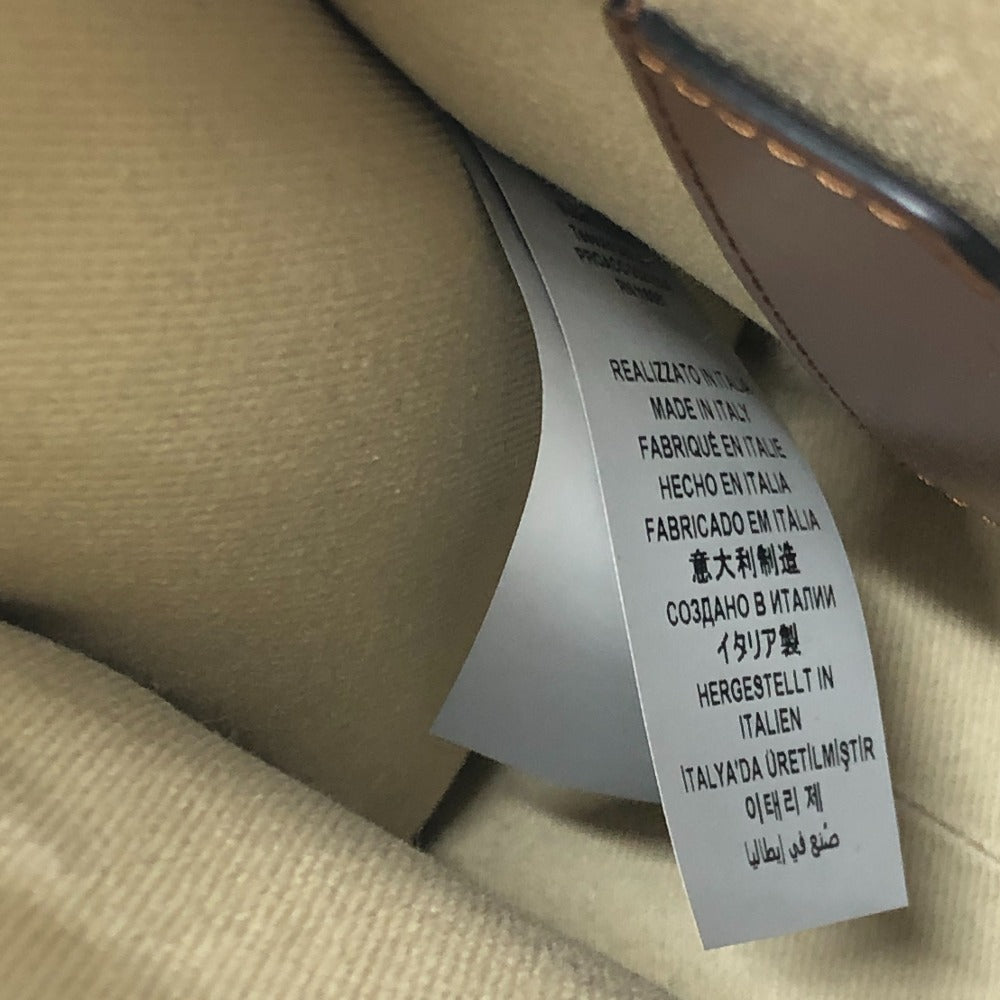 REALIZZATO IN ITALIA
MADE IN ITALY
FABRIQUÉ EN ITALIE
HECHO EN ITALIA
FABRICADO EM ITÁLIA
意大利制造
СОЗДАНО В ИТАЛИИ
イタリア製
HERGESTELLT IN
ITALIEN
İTALYA'DA ÜRETİLMİŞTİR
이태리 제
صُنع في إيطاليا